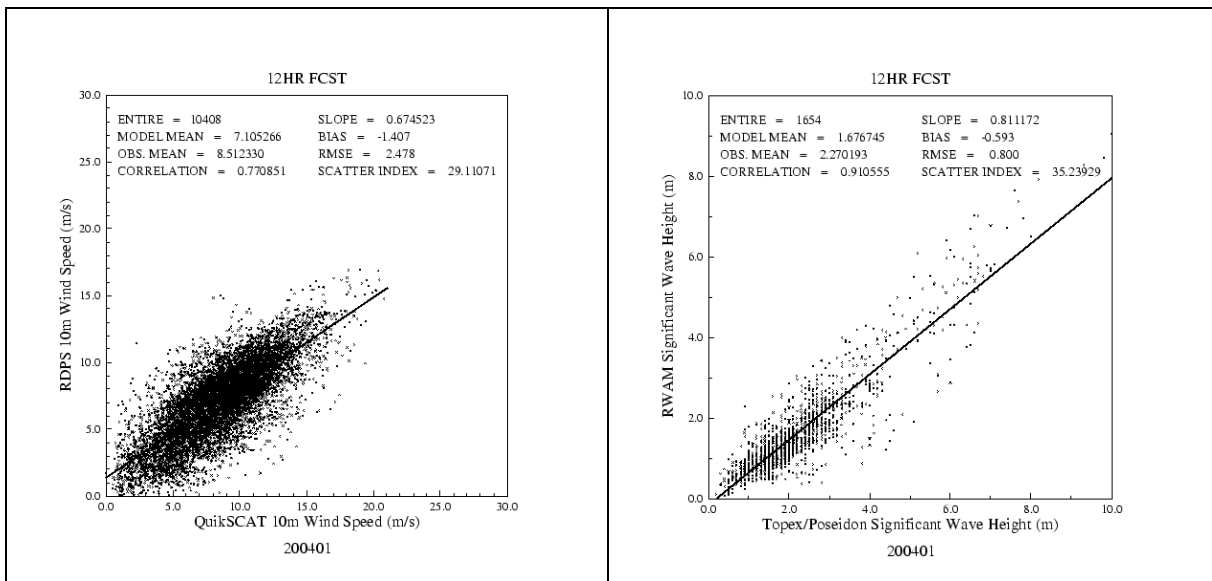 12HR FCST
30.0
25.0
20.0
15.0
10.0
5.0
0.0
ENTIRE = 10408 SLOPE = 0.674523
MODEL MEAN = 7.105266 BIAS = -1.407
OBS. MEAN = 8.512330 RMSE = 2.478
CORRELATION = 0.770851 SCATTER INDEX = 29.11071
RDPS 10m Wind Speed (m/s)
0.0 5.0 10.0 15.0 20.0 25.0 30.0
QuikSCAT 10m Wind Speed (m/s)
200401
12HR FCST
10.0
8.0
6.0
4.0
2.0
0.0
ENTIRE = 1654 SLOPE = 0.811172
MODEL MEAN = 1.676745 BIAS = -0.593
OBS. MEAN = 2.270193 RMSE = 0.800
CORRELATION = 0.910555 SCATTER INDEX = 35.23929
RWAM Significant Wave Height (m)
0.0 2.0 4.0 6.0 8.0 10.0
Topex/Poseidon Significant Wave Height (m)
200401